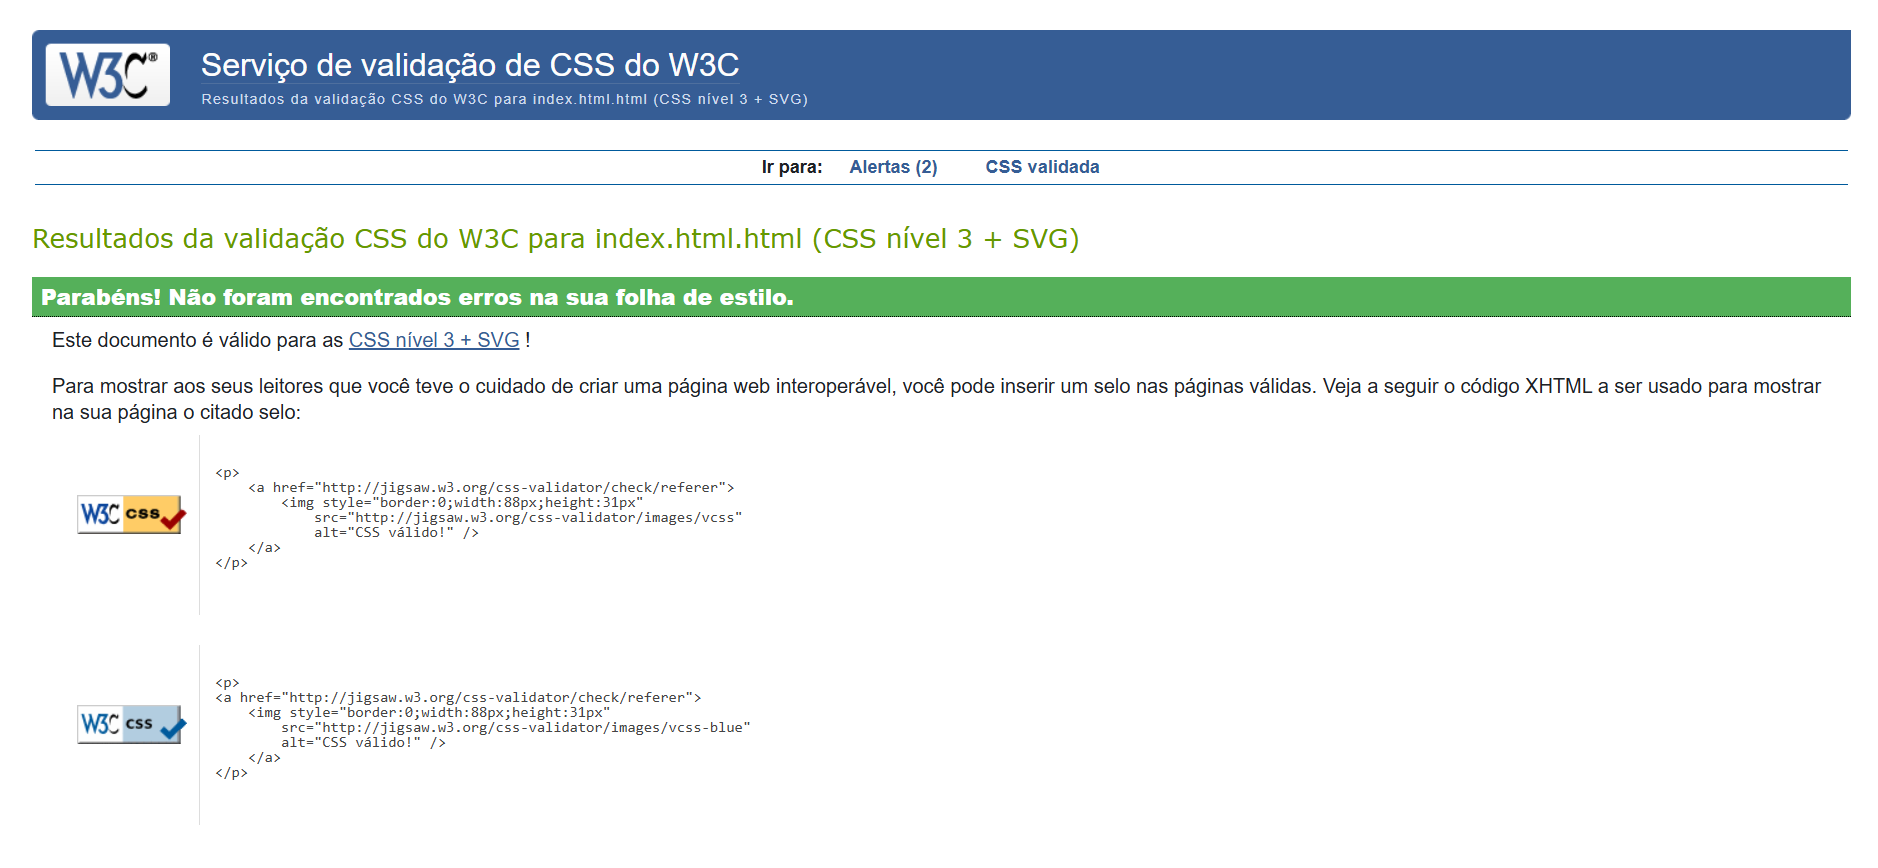 W3C®
Serviço de validação de CSS do W3C
Resultados da validação CSS do W3C para index.html.html (CSS nível 3 + SVG)
Ir para: Alertas (2) CSS validada
Resultados da validação CSS do W3C para index.html.html (CSS nível 3 + SVG)
Parabéns! Não foram encontrados erros na sua folha de estilo.
Este documento é válido para as CSS nível 3 + SVG !
Para mostrar aos seus leitores que você teve o cuidado de criar uma página web interoperável, você pode inserir um selo nas páginas válidas. Veja a seguir o código XHTML a ser usado para mostrar
na sua página o citado selo:
W3C css
<p>
<a href="http://jigsaw.w3.org/css-validator/check/referer">
<img style="border:0;width:88px;height:31px"
src="http://jigsaw.w3.org/css-validator/images/vcss"
alt="CSS válido!" />
</a>
</p>
W3C css
<p>
<a href="http://jigsaw.w3.org/css-validator/check/referer">
<img style="border:0;width:88px;height:31px"
src="http://jigsaw.w3.org/css-validator/images/vcss-blue"
alt="CSS válido!" />
</a>
</p>